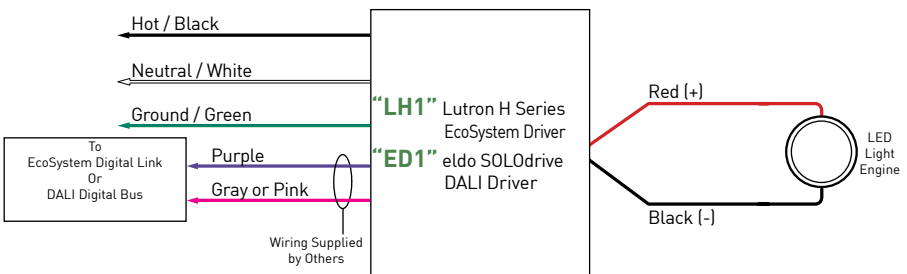 Hot / Black
Neutral / White
Ground / Green
To
EcoSystem Digital Link
Or
DALI Digital Bus
Purple
Gray or Pink
Wiring Supplied
by Others
"LH1" Lutron H Series
EcoSystem Driver
"ED1" eldo SOLOdrive
DALI Driver
Red (+)
Black (-)
LED
Light
Engine